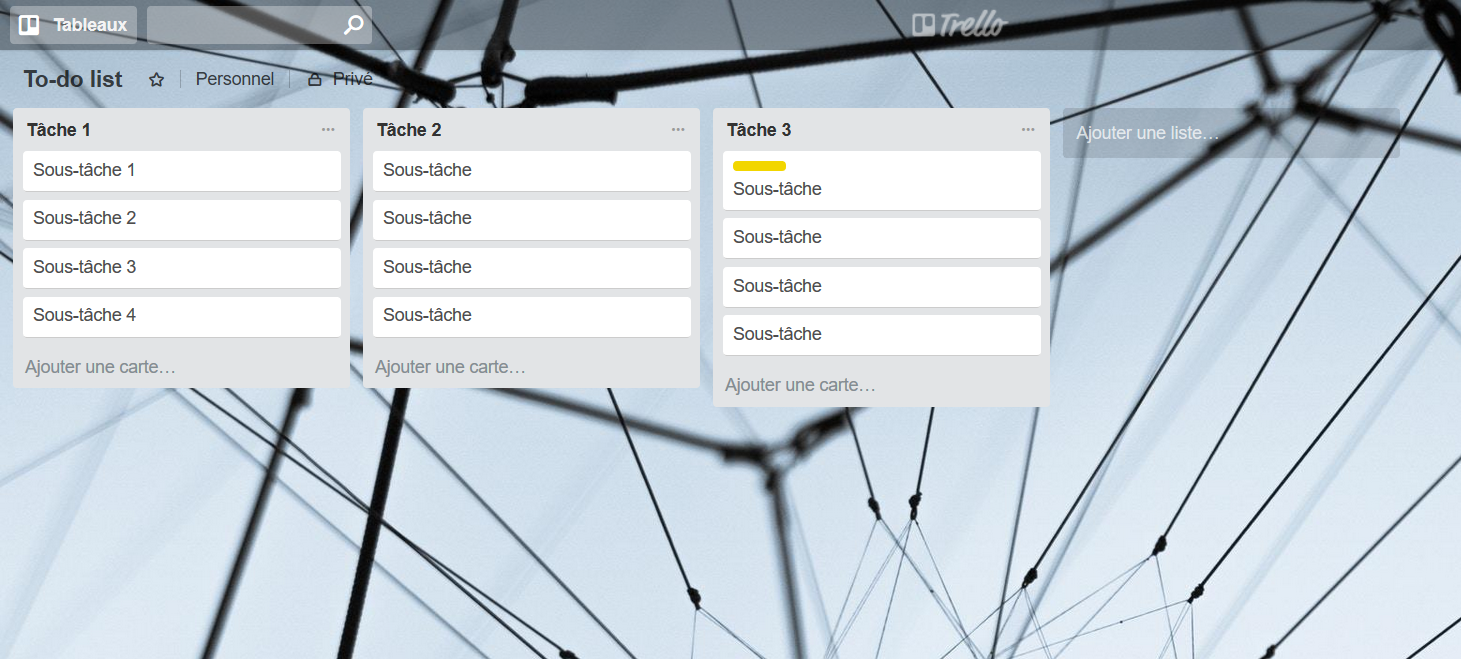 Tableaux
Trello
To-do list
Personnel
Privé
Tâche 1
Sous-tâche 1
Sous-tâche 2
Sous-tâche 3
Sous-tâche 4
Ajouter une carte…
Tâche 2
Sous-tâche
Sous-tâche
Sous-tâche
Sous-tâche
Ajouter une carte…
Tâche 3
Sous-tâche
Sous-tâche
Sous-tâche
Sous-tâche
Ajouter une carte…
Ajouter une liste…